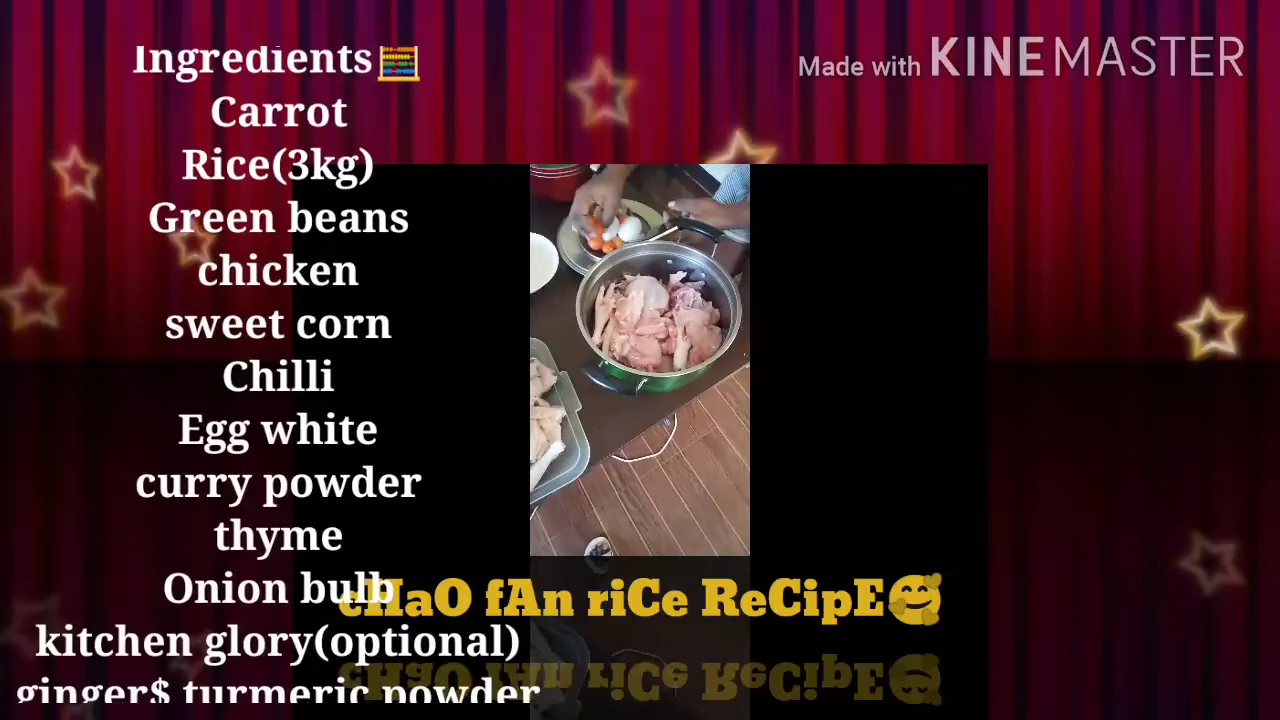 Ingredients🧮
Carrot
Rice(3kg)
Green beans
chicken
sweet corn
Chilli
Egg white
curry powder
thyme
Onion bulb
kitchen glory(optional)
ginger$ turmeric powder
Made with KINEMASTER
cHaO fAn riCe ReCipE🥰